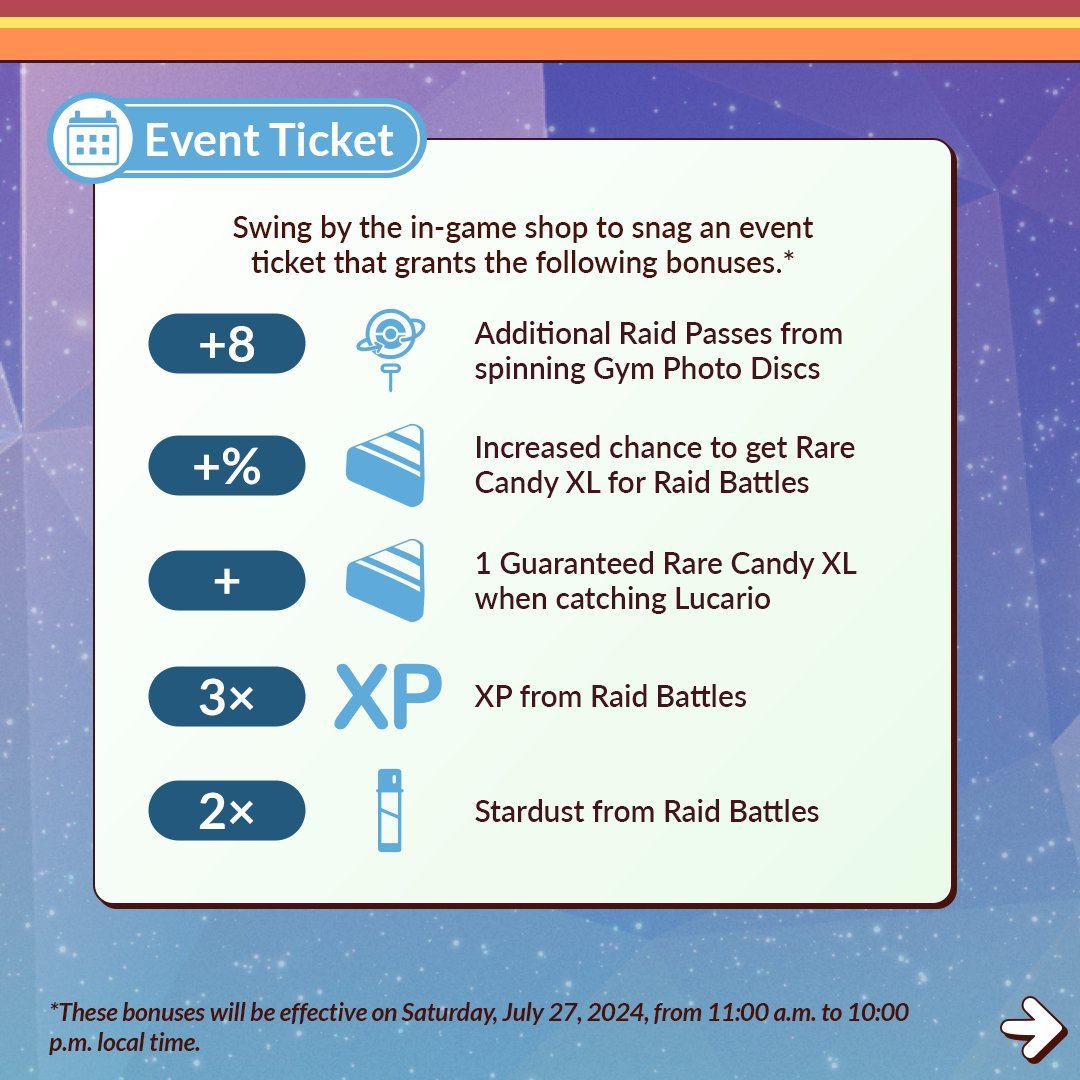 Event Ticket
Swing by the in-game shop to snag an event
ticket that grants the following bonuses.*
+8
Additional Raid Passes from
spinning Gym Photo Discs
+%
Increased chance to get Rare
Candy XL for Raid Battles
+
1 Guaranteed Rare Candy XL
when catching Lucario
3×
XP
XP from Raid Battles
2×
Stardust from Raid Battles
*These bonuses will be effective on Saturday, July 27, 2024, from 11:00 a.m. to 10:00
p.m. local time.